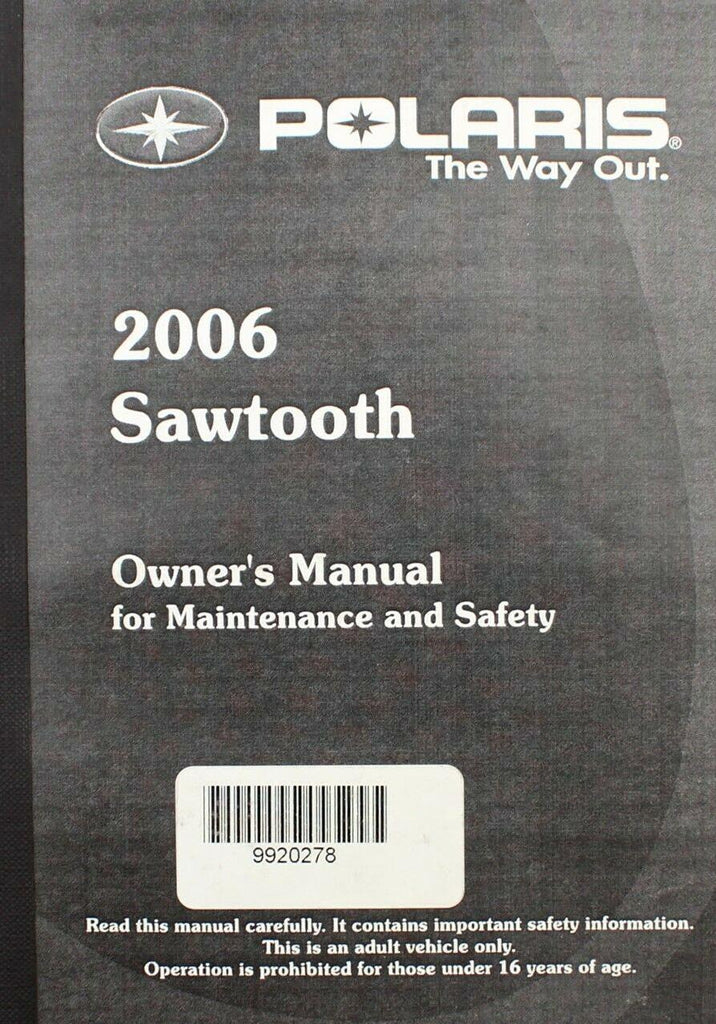 POLARIS®
The Way Out.
2006
Sawtooth
Owner's Manual
for Maintenance and Safety
9920278
Read this manual carefully. It contains important safety information.
This is an adult vehicle only.
Operation is prohibited for those under 16 years of age.